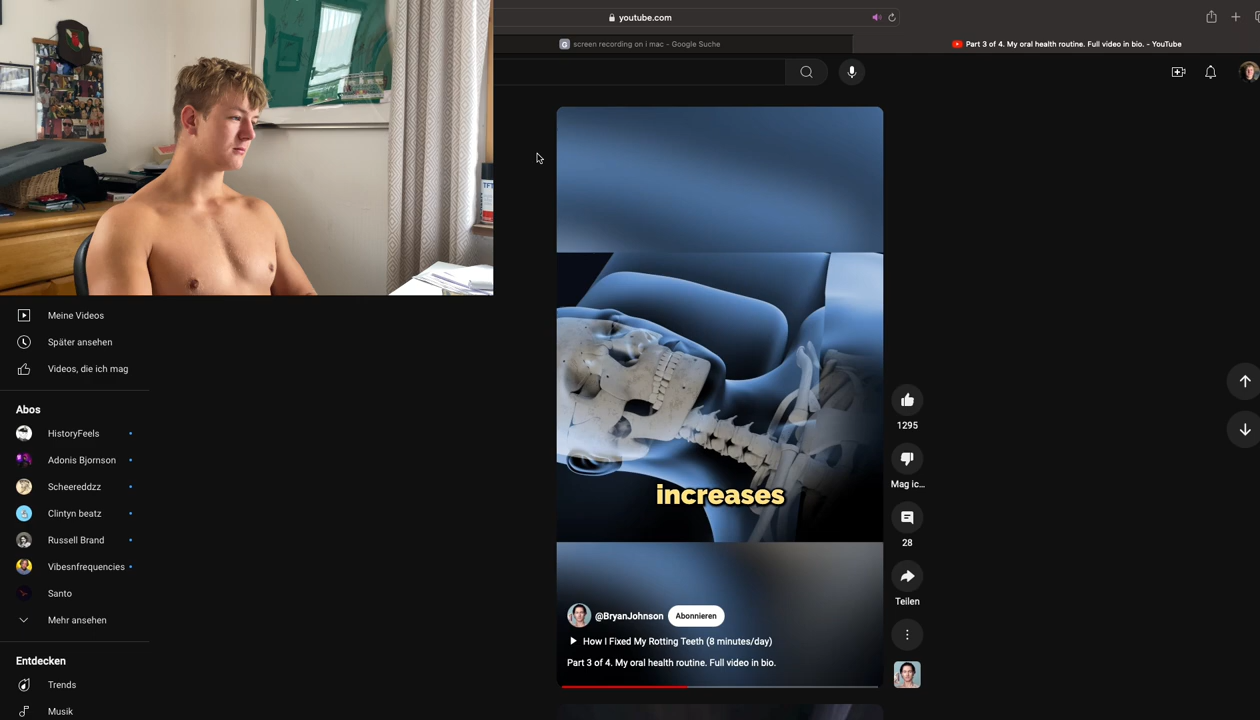 youtube.com
G screen recording on i mac - Google Suche
Part 3 of 4. My oral health routine. Full video in bio. - YouTube
TFT
Meine Videos
Später ansehen
Videos, die ich mag
Abos
HistoryFeels
Adonis Bjornson
Scheereddzz
Clintyn beatz
Russell Brand
Vibesnfrequencies
Santo
Mehr ansehen
Entdecken
Trends
Musik
increases
@BryanJohnson Abonnieren
How I Fixed My Rotting Teeth (8 minutes/day)
Part 3 of 4. My oral health routine. Full video in bio.
1295
Mag ic...
28
Teilen